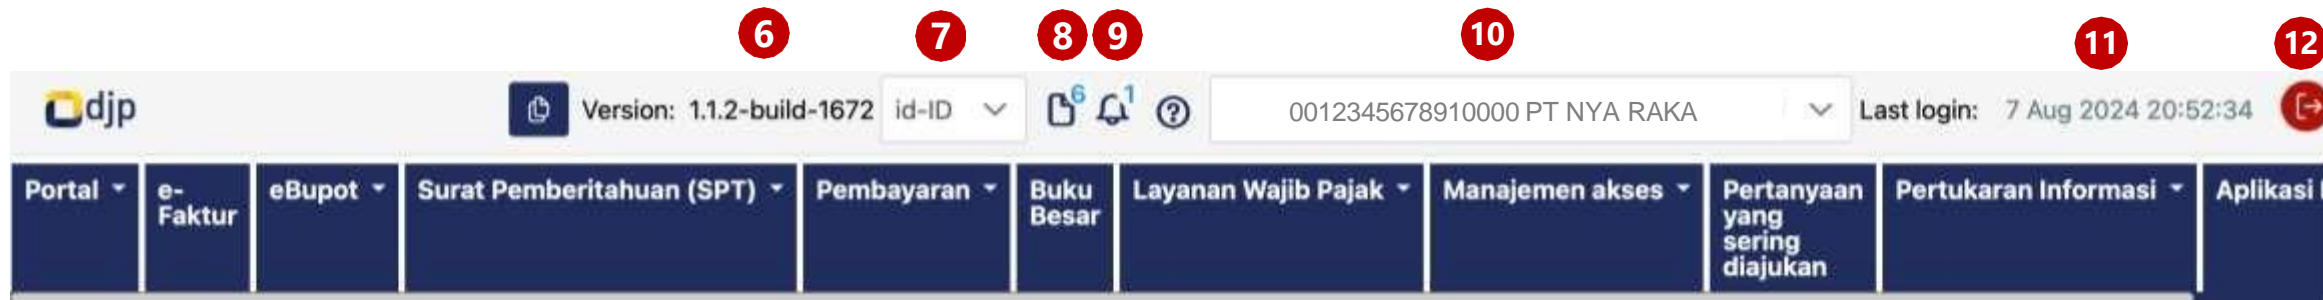 6 7 8 9 10 11 12
djp Version: 1.1.2-build-1672 id-ID 6 1 ? 0012345678910000 PT NYA RAKA Last login: 7 Aug 2024 20:52:34
Portal
e-
Faktur
eBupot
Surat Pemberitahuan (SPT)
Pembayaran
Buku
Besar
Layanan Wajib Pajak
Manajemen akses
Pertanyaan
yang
sering
diajukan
Pertukaran Informasi
Aplikasi